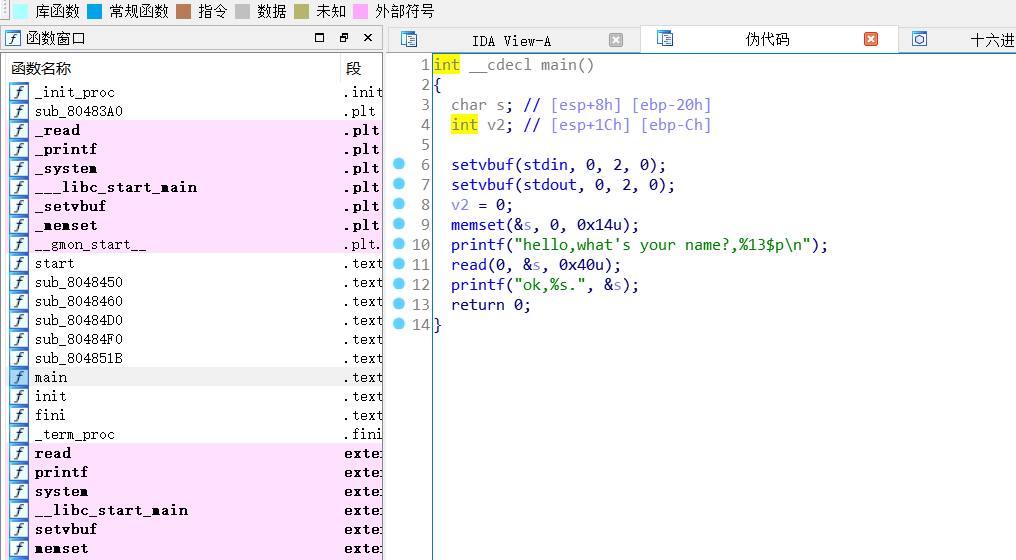 库函数 常规函数 指令 数据 未知 外部符号
函数窗口
IDA View-A
伪代码
十六进
函数名称 段
_init_proc .init
sub_80483A0 .plt
_read .plt
_printf .plt
_system .plt
___libc_start_main .plt
_setvbuf .plt
_memset .plt
__gmon_start__ .plt.
start .text
sub_8048450 .text
sub_8048460 .text
sub_80484D0 .text
sub_80484F0 .text
sub_804851B .text
main .text
init .text
fini .text
_term_proc .fini
read exte
printf exte
system exte
__libc_start_main exte
setvbuf exte
memset exte
1 int __cdecl main()
2 {
3 char s; // [esp+8h] [ebp-20h]
4 int v2; // [esp+1Ch] [ebp-Ch]
5
6 setvbuf(stdin, 0, 2, 0);
7 setvbuf(stdout, 0, 2, 0);
8 v2 = 0;
9 memset(&s, 0, 0x14u);
10 printf("hello,what's your name?,%13$p\n");
11 read(0, &s, 0x40u);
12 printf("ok,%s.", &s);
13 return 0;
14 }